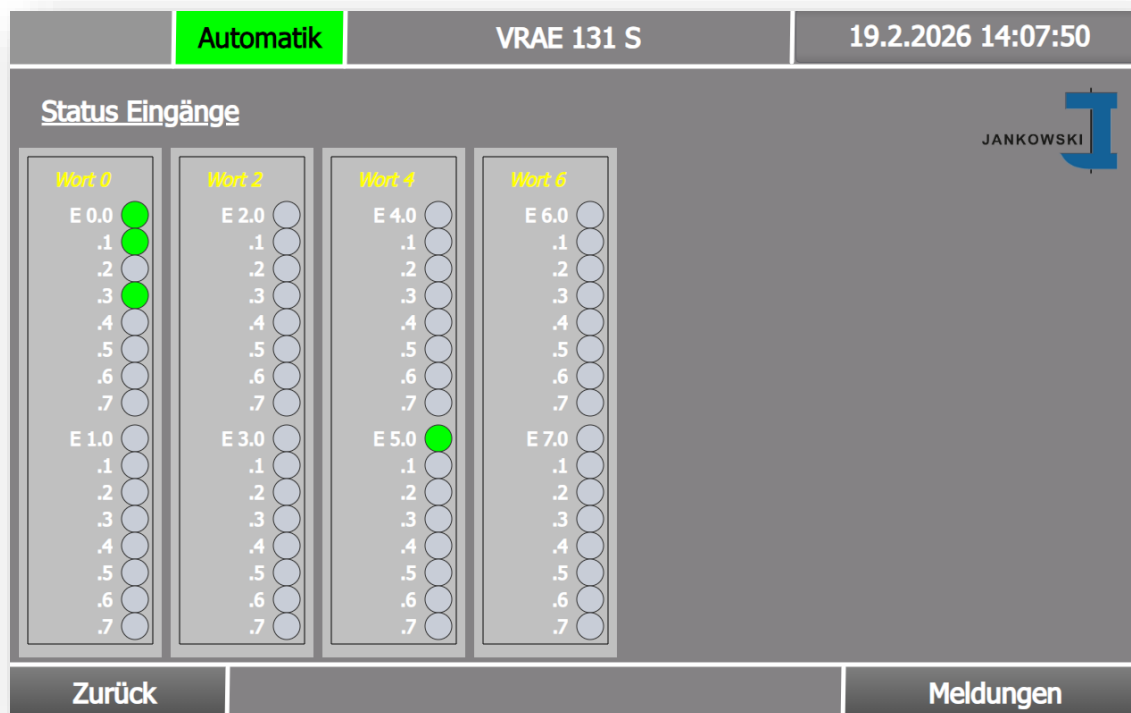 Automatik VRAE 131 S 19.2.2026 14:07:50
Status Eingänge
JANKOWSKI
Wort 0 Wort 2 Wort 4 Wort 6
E 0.0 E 2.0 E 4.0 E 6.0
.1 .1 .1 .1
.2 .2 .2 .2
.3 .3 .3 .3
.4 .4 .4 .4
.5 .5 .5 .5
.6 .6 .6 .6
.7 .7 .7 .7
E 1.0 E 3.0 E 5.0 E 7.0
.1 .1 .1 .1
.2 .2 .2 .2
.3 .3 .3 .3
.4 .4 .4 .4
.5 .5 .5 .5
.6 .6 .6 .6
.7 .7 .7 .7
Zurück Meldungen